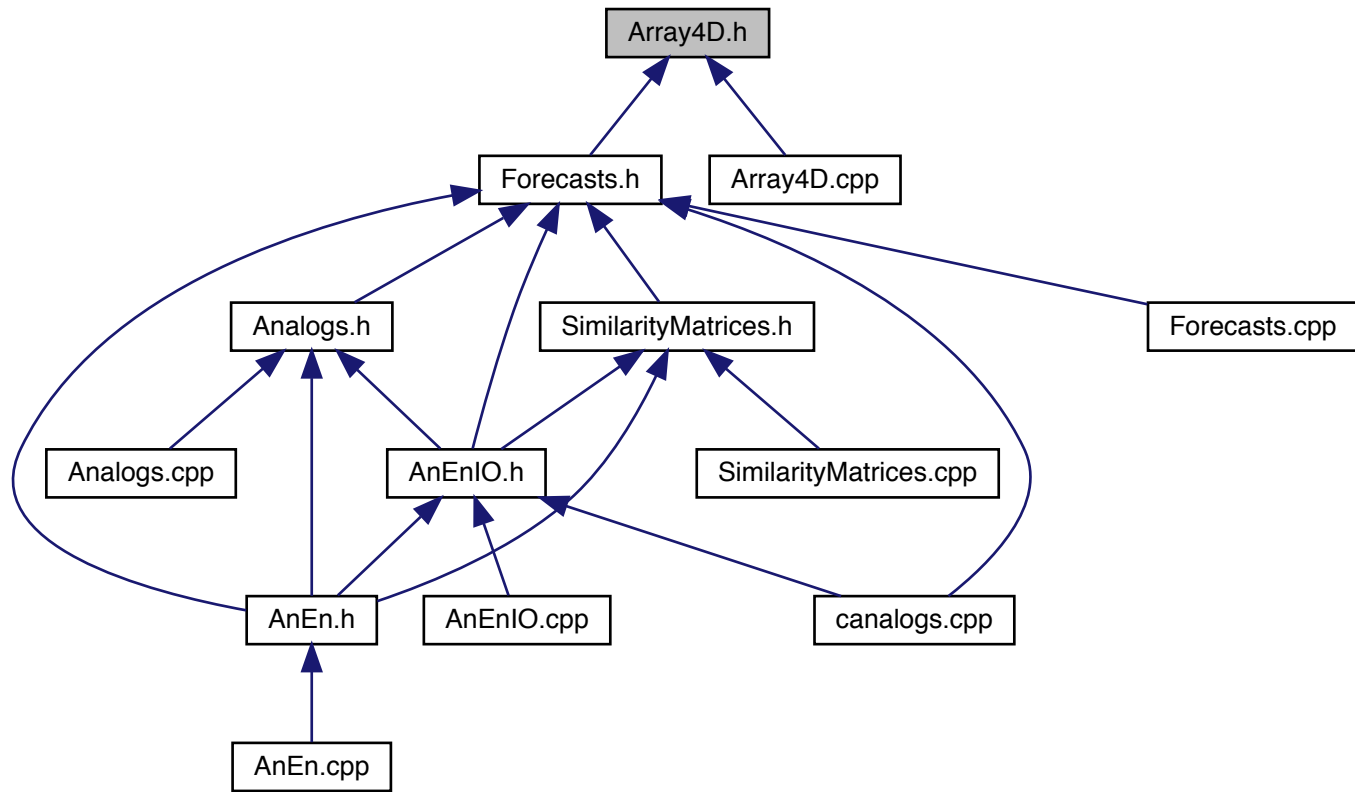 Array4D.h
Forecasts.h
Array4D.cpp
Analogs.h
SimilarityMatrices.h
Forecasts.cpp
Analogs.cpp
AnEnIO.h
SimilarityMatrices.cpp
AnEn.h
AnEnIO.cpp
canalogs.cpp
AnEn.cpp